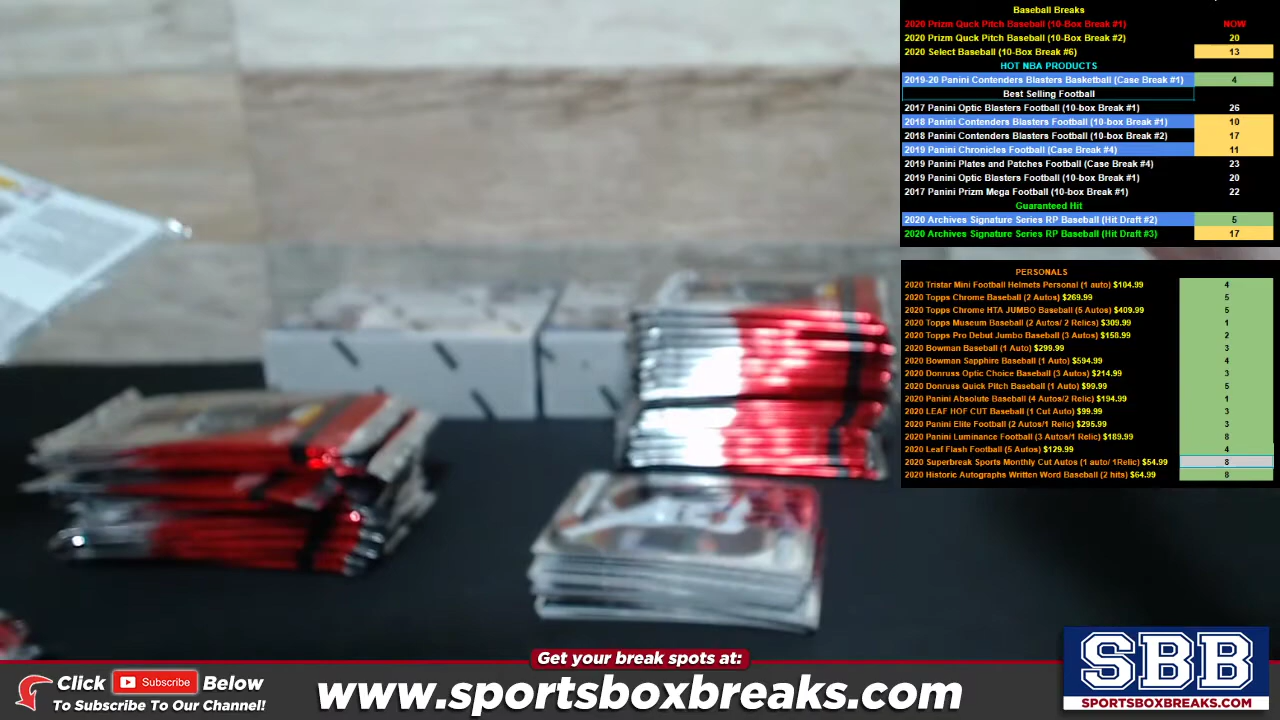 Baseball Breaks
2020 Prizm Quck Pitch Baseball (10-Box Break #1) NOW
2020 Prizm Quck Pitch Baseball (10-Box Break #2) 20
2020 Select Baseball (10-Box Break #6) 13
HOT NBA PRODUCTS
2019-20 Panini Contenders Blasters Basketball (Case Break #1) 4
Best Selling Football
2017 Panini Optic Blasters Football (10-box Break #1) 26
2018 Panini Contenders Blasters Football (10-box Break #1) 10
2018 Panini Contenders Blasters Football (10-box Break #2) 17
2019 Panini Chronicles Football (Case Break #4) 11
2019 Panini Plates and Patches Football (Case Break #4) 23
2019 Panini Optic Blasters Football (10-box Break #1) 20
2017 Panini Prizm Mega Football (10-box Break #1) 22
Guaranteed Hit
2020 Archives Signature Series RP Baseball (Hit Draft #2) 5
2020 Archives Signature Series RP Baseball (Hit Draft #3) 17
PERSONALS
2020 Tristar Mini Football Helmets Personal (1 auto) $104.99 4
2020 Topps Chrome Baseball (2 Autos) $269.99 5
2020 Topps Chrome HTA JUMBO Baseball (5 Autos) $409.99 5
2020 Topps Museum Baseball (2 Autos/ 2 Relics) $309.99 1
2020 Topps Pro Debut Jumbo Baseball (3 Autos) $158.99 2
2020 Bowman Baseball (1 Auto) $299.99 3
2020 Bowman Sapphire Baseball (1 Auto) $594.99 4
2020 Donruss Optic Choice Baseball (3 Autos) $214.99 3
2020 Donruss Quick Pitch Baseball (1 Auto) $99.99 5
2020 Panini Absolute Baseball (4 Autos/2 Relic) $194.99 1
2020 LEAF HOF CUT Baseball (1 Cut Auto) $99.99 3
2020 Panini Elite Football (2 Autos/1 Relic) $295.99 3
2020 Panini Luminance Football (3 Autos/1 Relic) $189.99 8
2020 Leaf Flash Football (5 Autos) $129.99 4
2020 Superbreak Sports Monthly Cut Autos (1 auto/ 1Relic) $54.99 8
2020 Historic Autographs Written Word Baseball (2 hits) $64.99 8
Get your break spots at:
www.sportsboxbreaks.com
Click Subscribe Below
To Subscribe To Our Channel!
SBB
SPORTSBOXBREAKS.COM